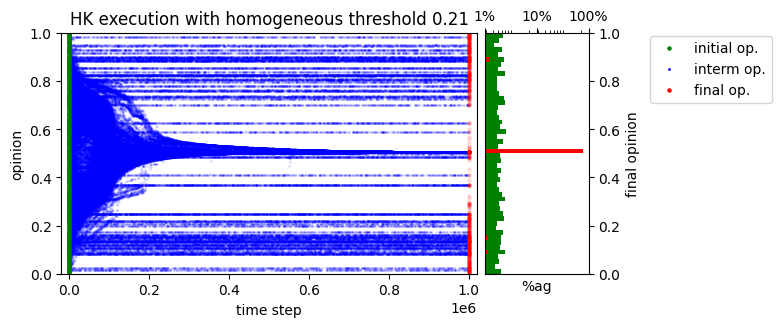 HK execution with homogeneous threshold 0.21
1% 10% 100%
1.0
0.8
0.6
0.4
0.2
0.0
opinion
0.0 0.2 0.4 0.6 0.8 1.0
1e6
time step
1.0
0.8
0.6
0.4
0.2
0.0
final opinion
%ag
initial op.
interm op.
final op.